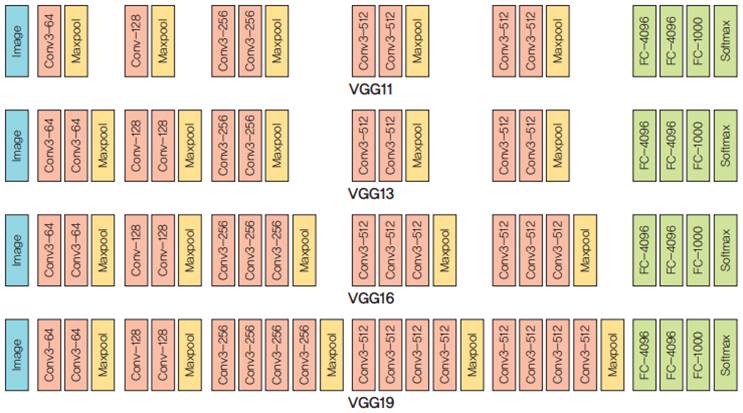 Image Conv3–64 Maxpool Conv–128 Maxpool Conv3–256 Conv3–256 Maxpool Conv3–512 Conv3–512 Maxpool Conv3–512 Conv3–512 Maxpool FC–4096 FC–4096 FC–1000 Softmax
VGG11
Image Conv3–64 Conv3–64 Maxpool Conv–128 Conv–128 Maxpool Conv3–256 Conv3–256 Maxpool Conv3–512 Conv3–512 Maxpool Conv3–512 Conv3–512 Maxpool FC–4096 FC–4096 FC–1000 Softmax
VGG13
Image Conv3–64 Conv3–64 Maxpool Conv–128 Conv–128 Maxpool Conv3–256 Conv3–256 Conv3–256 Maxpool Conv3–512 Conv3–512 Conv3–512 Maxpool Conv3–512 Conv3–512 Conv3–512 Maxpool FC–4096 FC–4096 FC–1000 Softmax
VGG16
Image Conv3–64 Conv3–64 Maxpool Conv–128 Conv–128 Maxpool Conv3–256 Conv3–256 Conv3–256 Conv3–256 Maxpool Conv3–512 Conv3–512 Conv3–512 Conv3–512 Maxpool Conv3–512 Conv3–512 Conv3–512 Conv3–512 Maxpool FC–4096 FC–4096 FC–1000 Softmax
VGG19